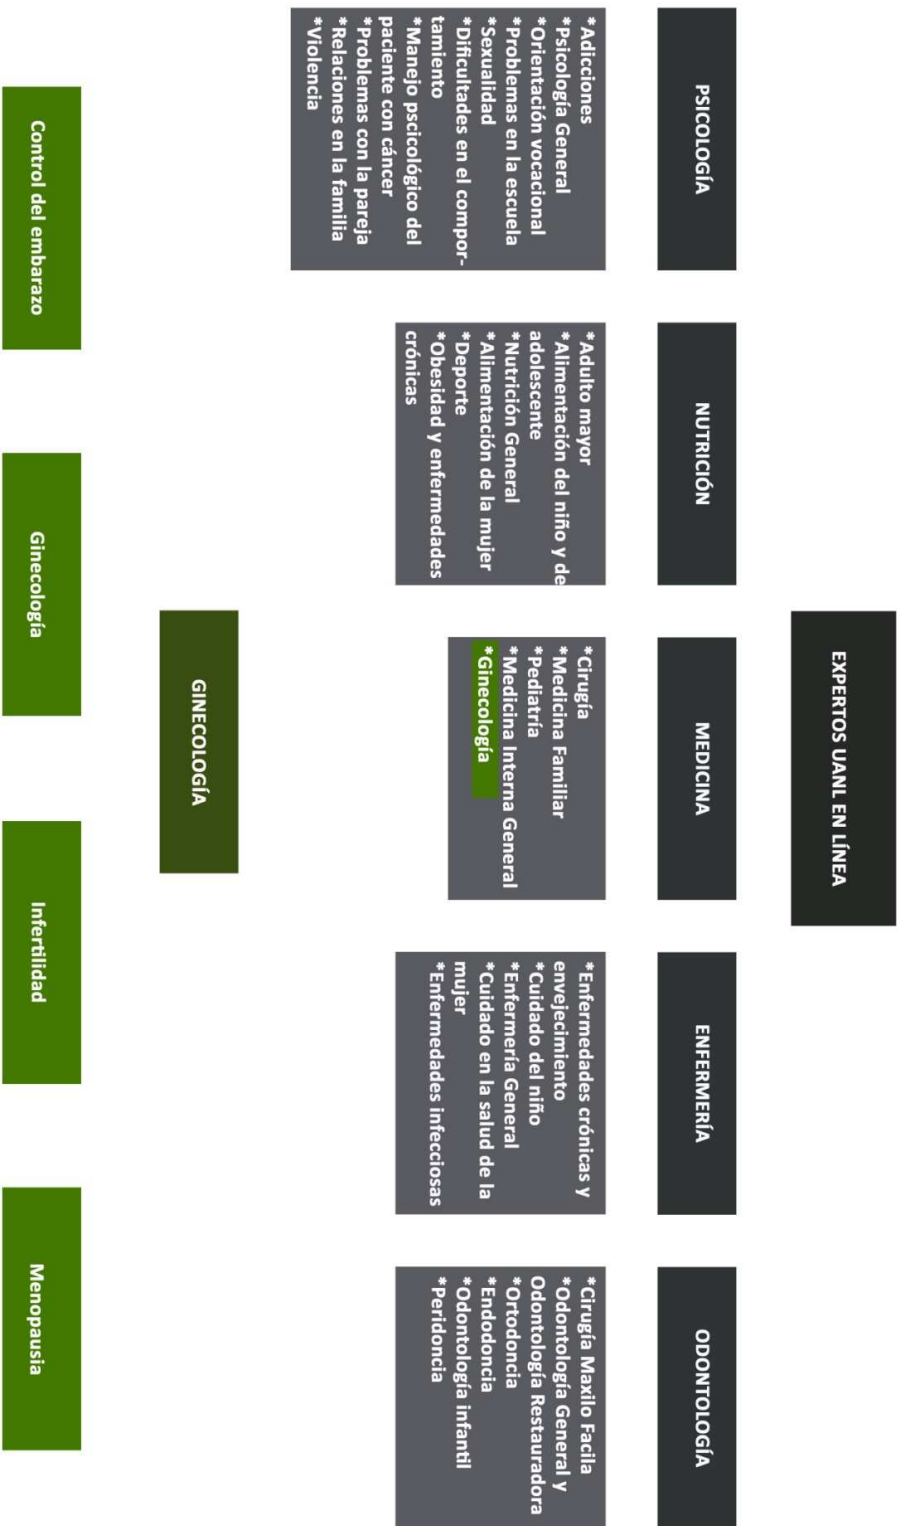 EXPERTOS UANL EN LÍNEA
PSICOLOGÍA
*Adicciones
*Psicología General
*Orientación vocacional
*Problemas en la escuela
*Sexualidad
*Dificultades en el compor-
tamiento
*Manejo pscicológico del
paciente con cáncer
*Problemas con la pareja
*Relaciones en la familia
*Violencia
NUTRICIÓN
*Adulto mayor
*Alimentación del niño y de
adolescente
*Nutrición General
*Alimentación de la mujer
*Deporte
*Obesidad y enfermedades
crónicas
MEDICINA
*Cirugía
*Medicina Familiar
*Pediatría
*Medicina Interna General
*Ginecología
ENFERMERÍA
*Enfermedades crónicas y
envejecimiento
*Cuidado del niño
*Enfermería General
*Cuidado en la salud de la
mujer
*Enfermedades infecciosas
ODONTOLOGÍA
*Cirugía Maxilo Facila
*Odontología General y
Odontología Restauradora
*Ortodoncia
*Endodoncia
*Odontología infantil
*Peridoncia
GINECOLOGÍA
Control del embarazo
Ginecología
Infertilidad
Menopausia